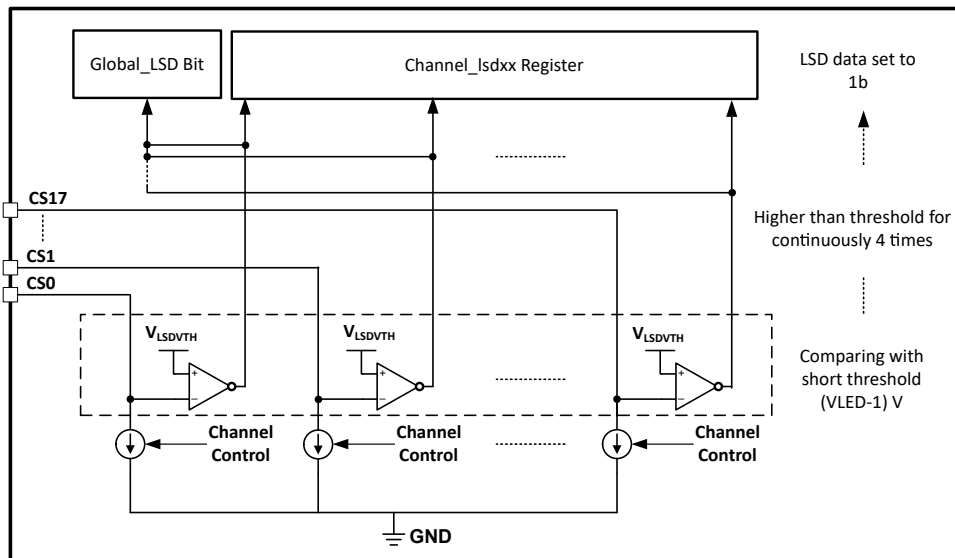 Global_LSD Bit
Channel_lsdxx Register
LSD data set to
1b
CS17
Higher than threshold for
continuously 4 times
CS1
CS0
VLSDVTH
VLSDVTH
VLSDVTH
+
−
+
−
+
−
Comparing with
short threshold
(VLED-1) V
Channel
Control
Channel
Control
Channel
Control
GND